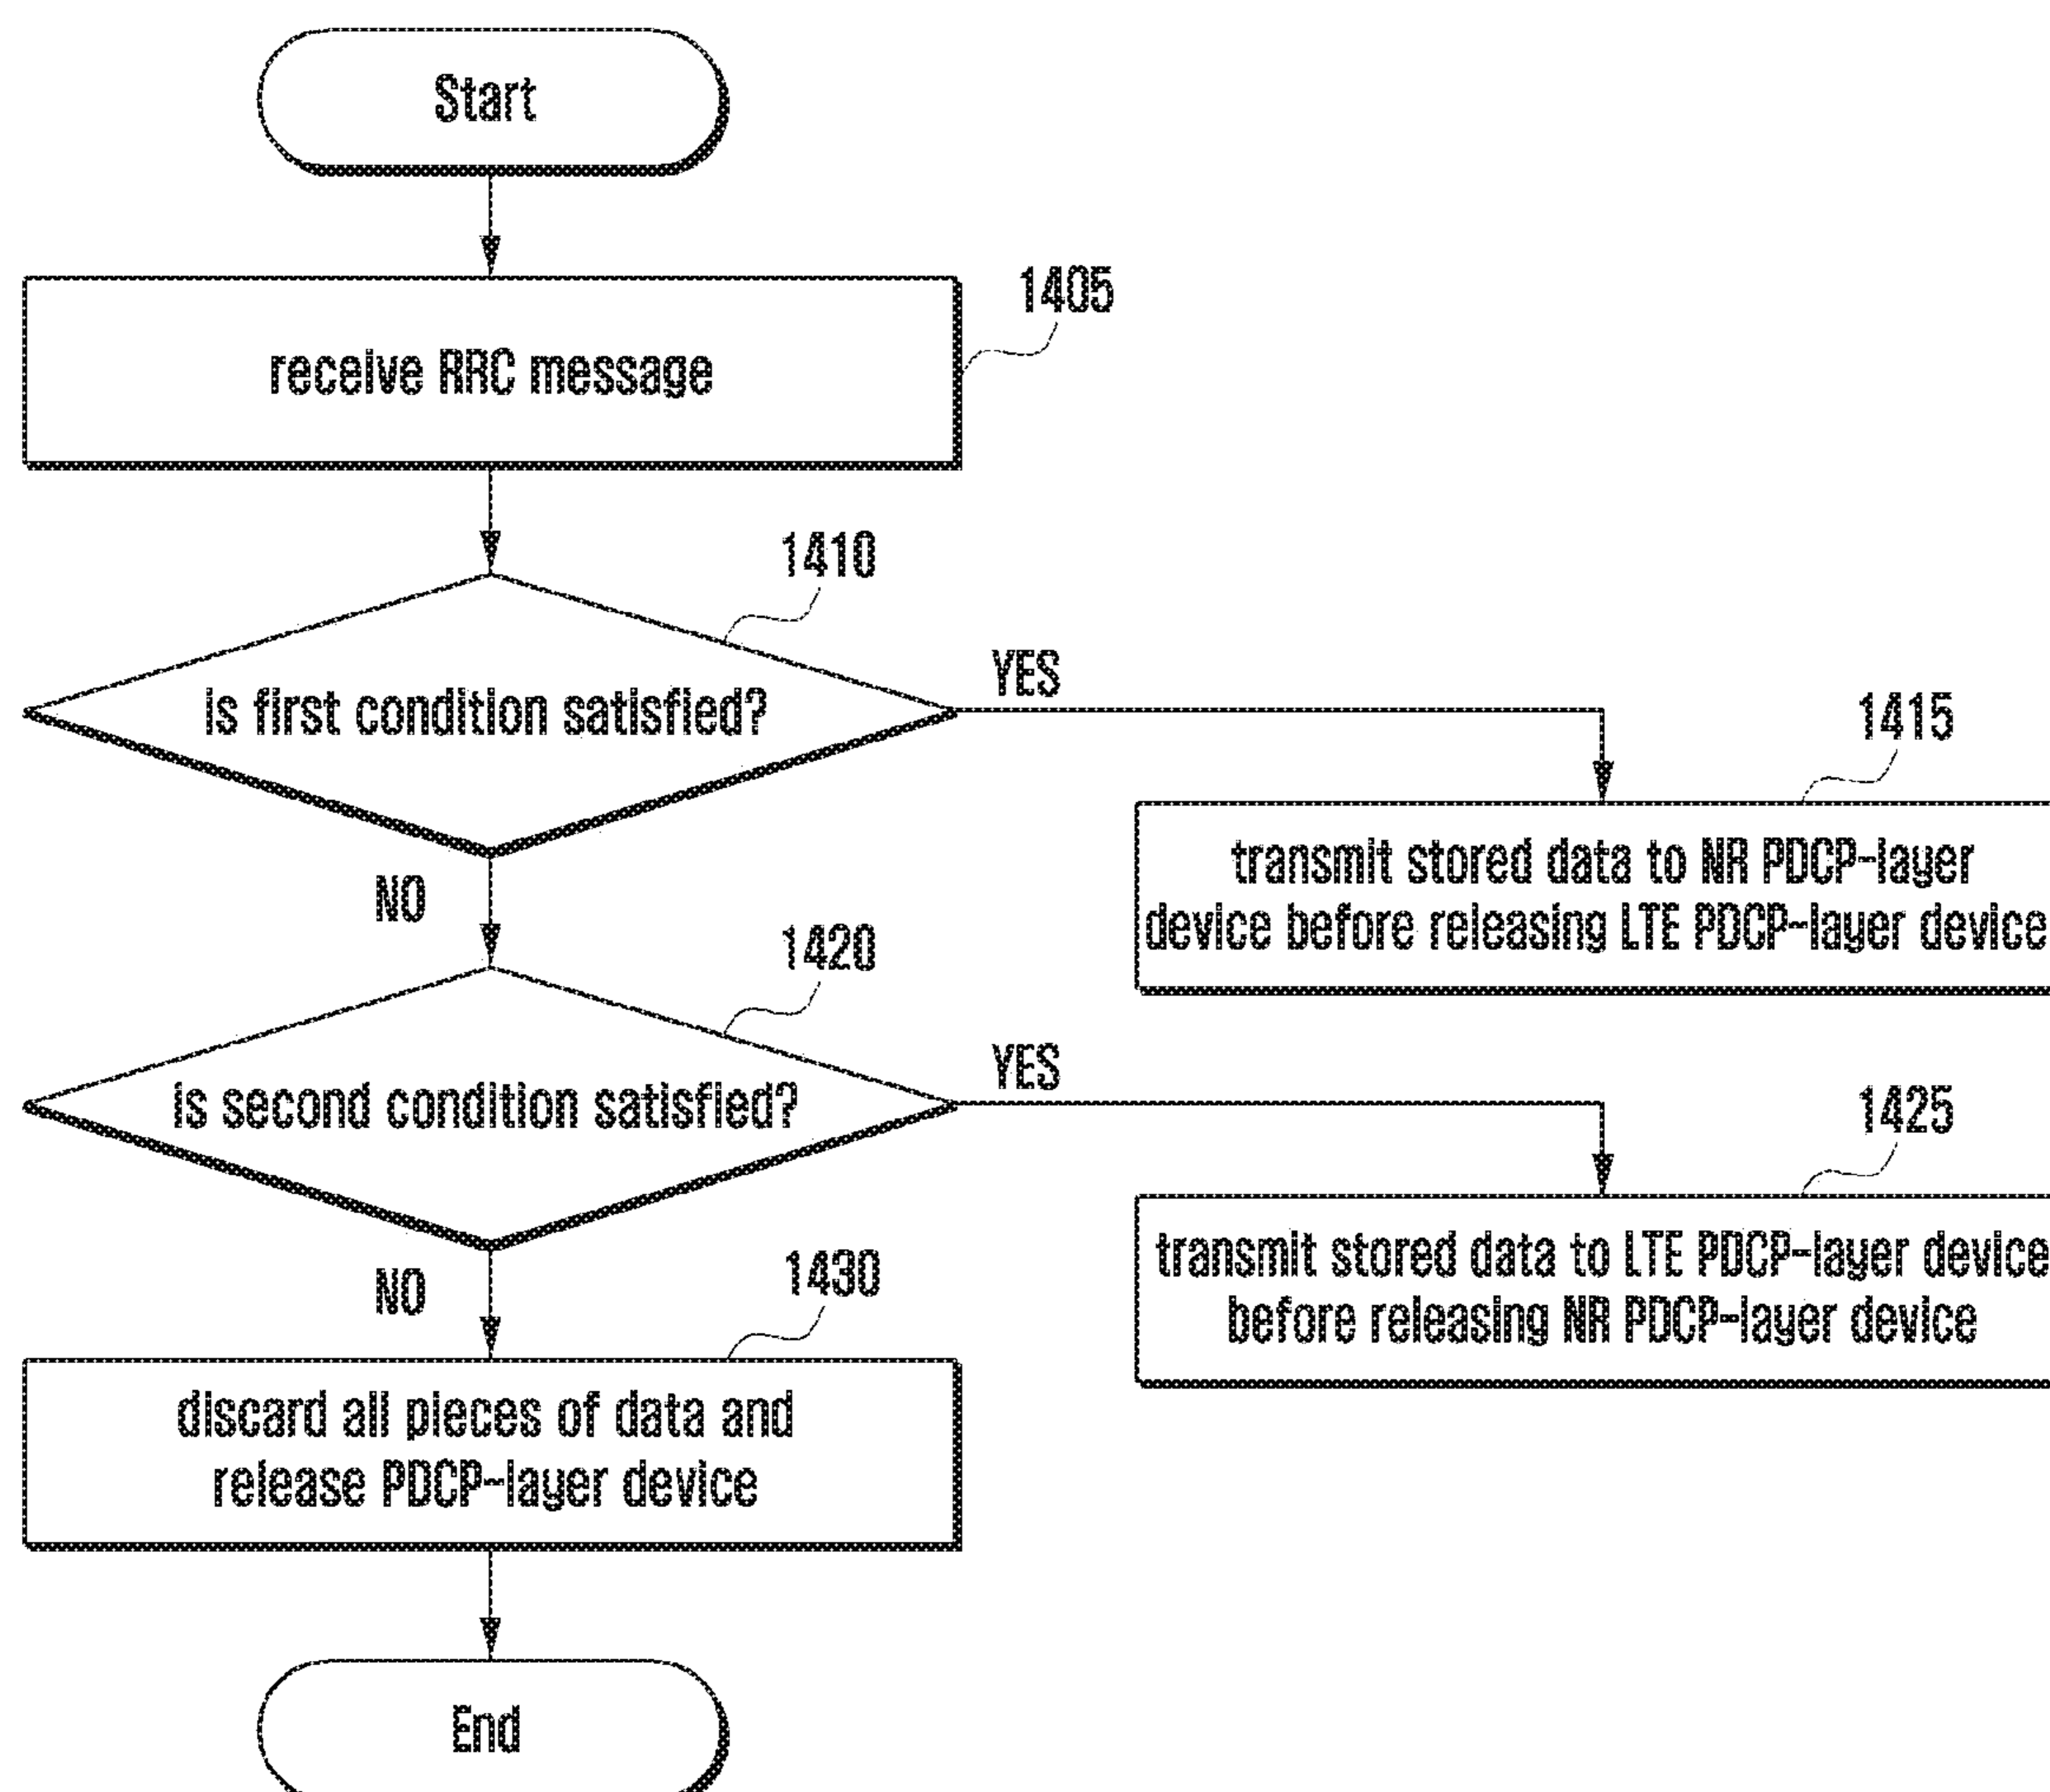 Start
receive RRC message
1405
1410
is first condition satisfied?
YES
1415
transmit stored data to NR PDCP-layer
device before releasing LTE PDCP-layer device
NO
1420
is second condition satisfied?
YES
1425
transmit stored data to LTE PDCP-layer device
before releasing NR PDCP-layer device
NO
1430
discard all pieces of data and
release PDCP-layer device
End